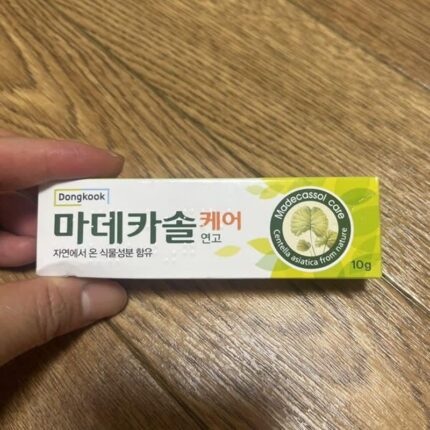 Dongkook
마데카솔케어
연고
자연에서 온 식물성분 함유
Madecassol care
Centella asiatica from nature
10g